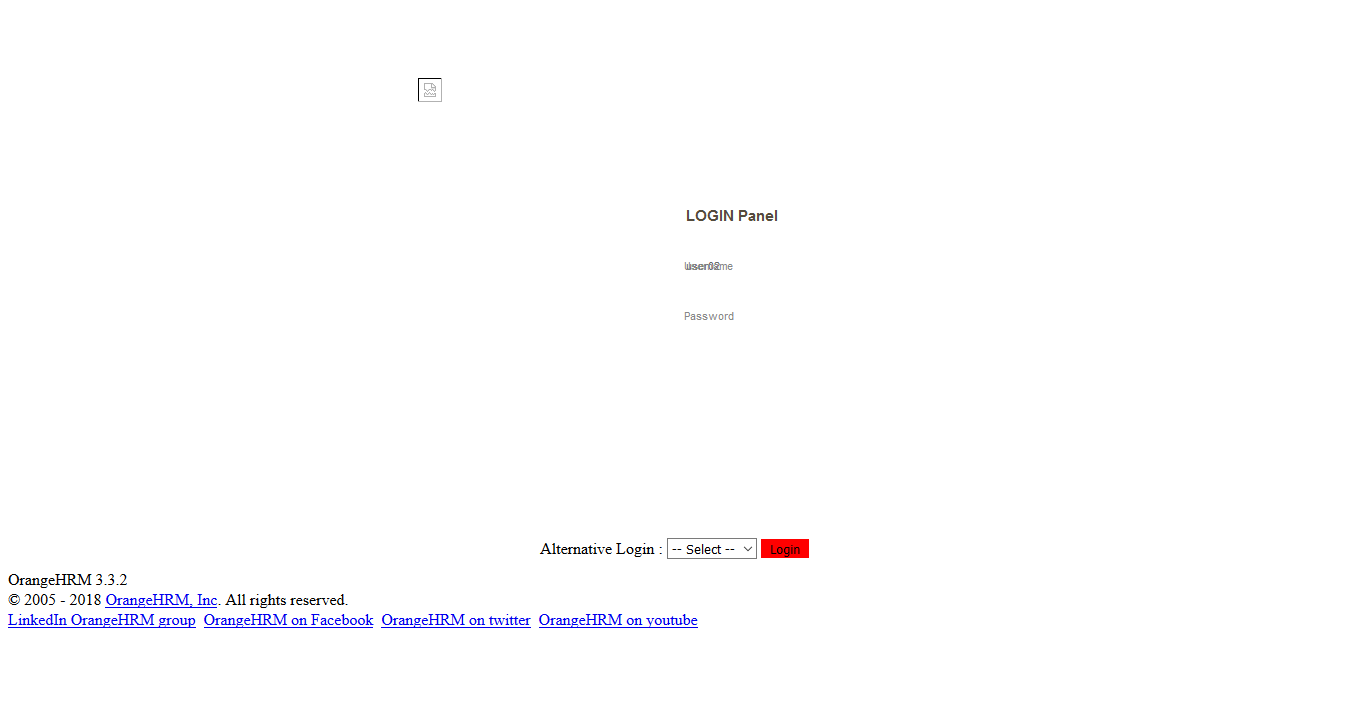 LOGIN Panel
Username
user02
Password
Alternative Login : -- Select -- Login
OrangeHRM 3.3.2
© 2005 - 2018 OrangeHRM, Inc. All rights reserved.
LinkedIn OrangeHRM group OrangeHRM on Facebook OrangeHRM on twitter OrangeHRM on youtube